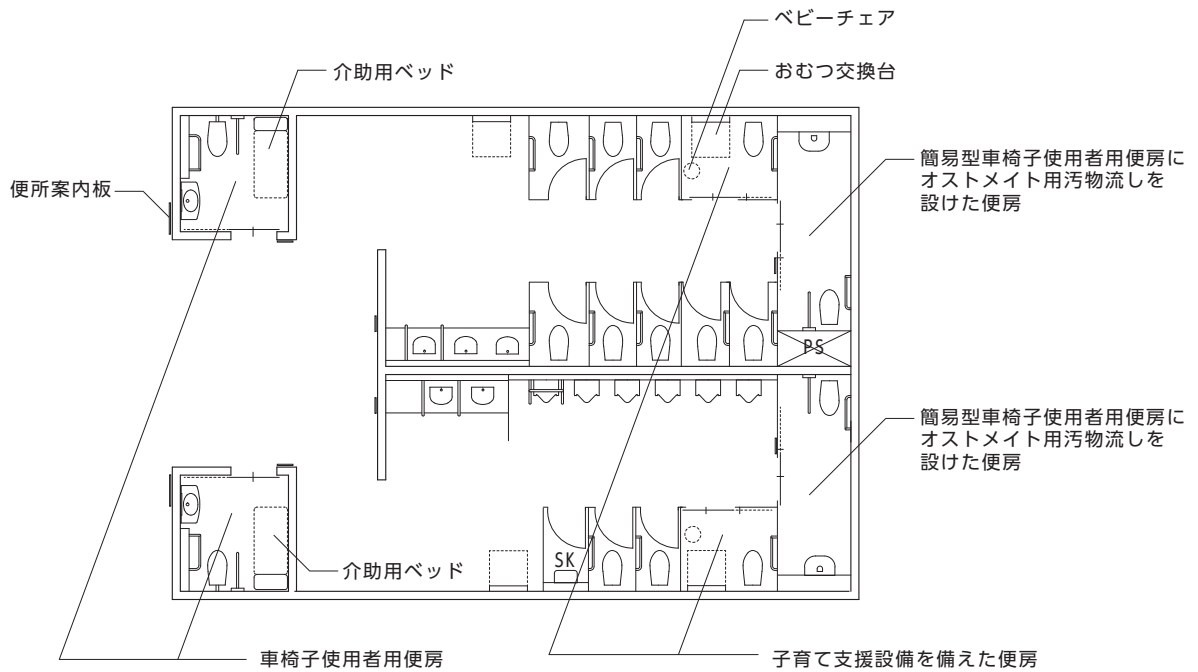 ベビーチェア
おむつ交換台
介助用ベッド
便所案内板
簡易型車椅子使用者用便房に
オストメイト用汚物流しを
設けた便房
PS
簡易型車椅子使用者用便房に
オストメイト用汚物流しを
設けた便房
SK
介助用ベッド
車椅子使用者用便房
子育て支援設備を備えた便房